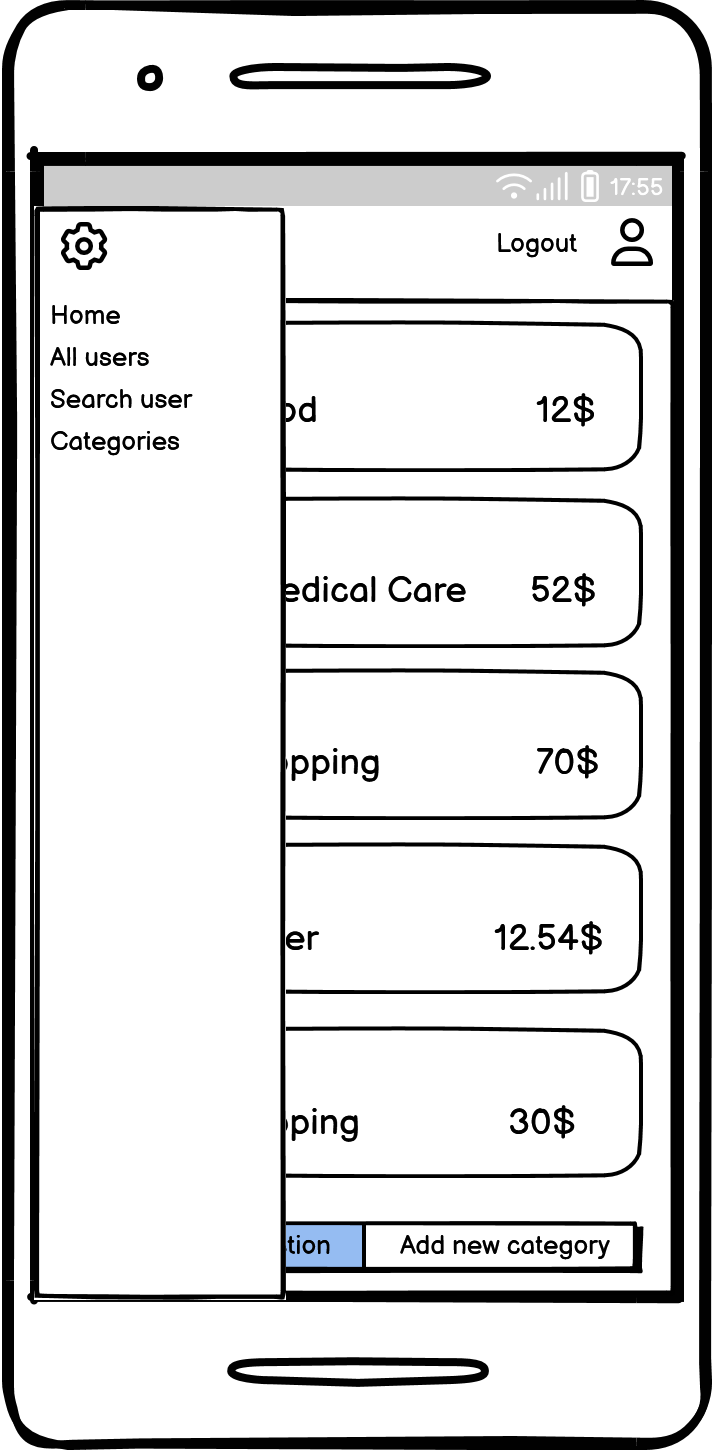 17:55
Logout
Home
All users
Search user
Categories
od 12$
edical Care 52$
opping 70$
er 12.54$
pping 30$
tion Add new category